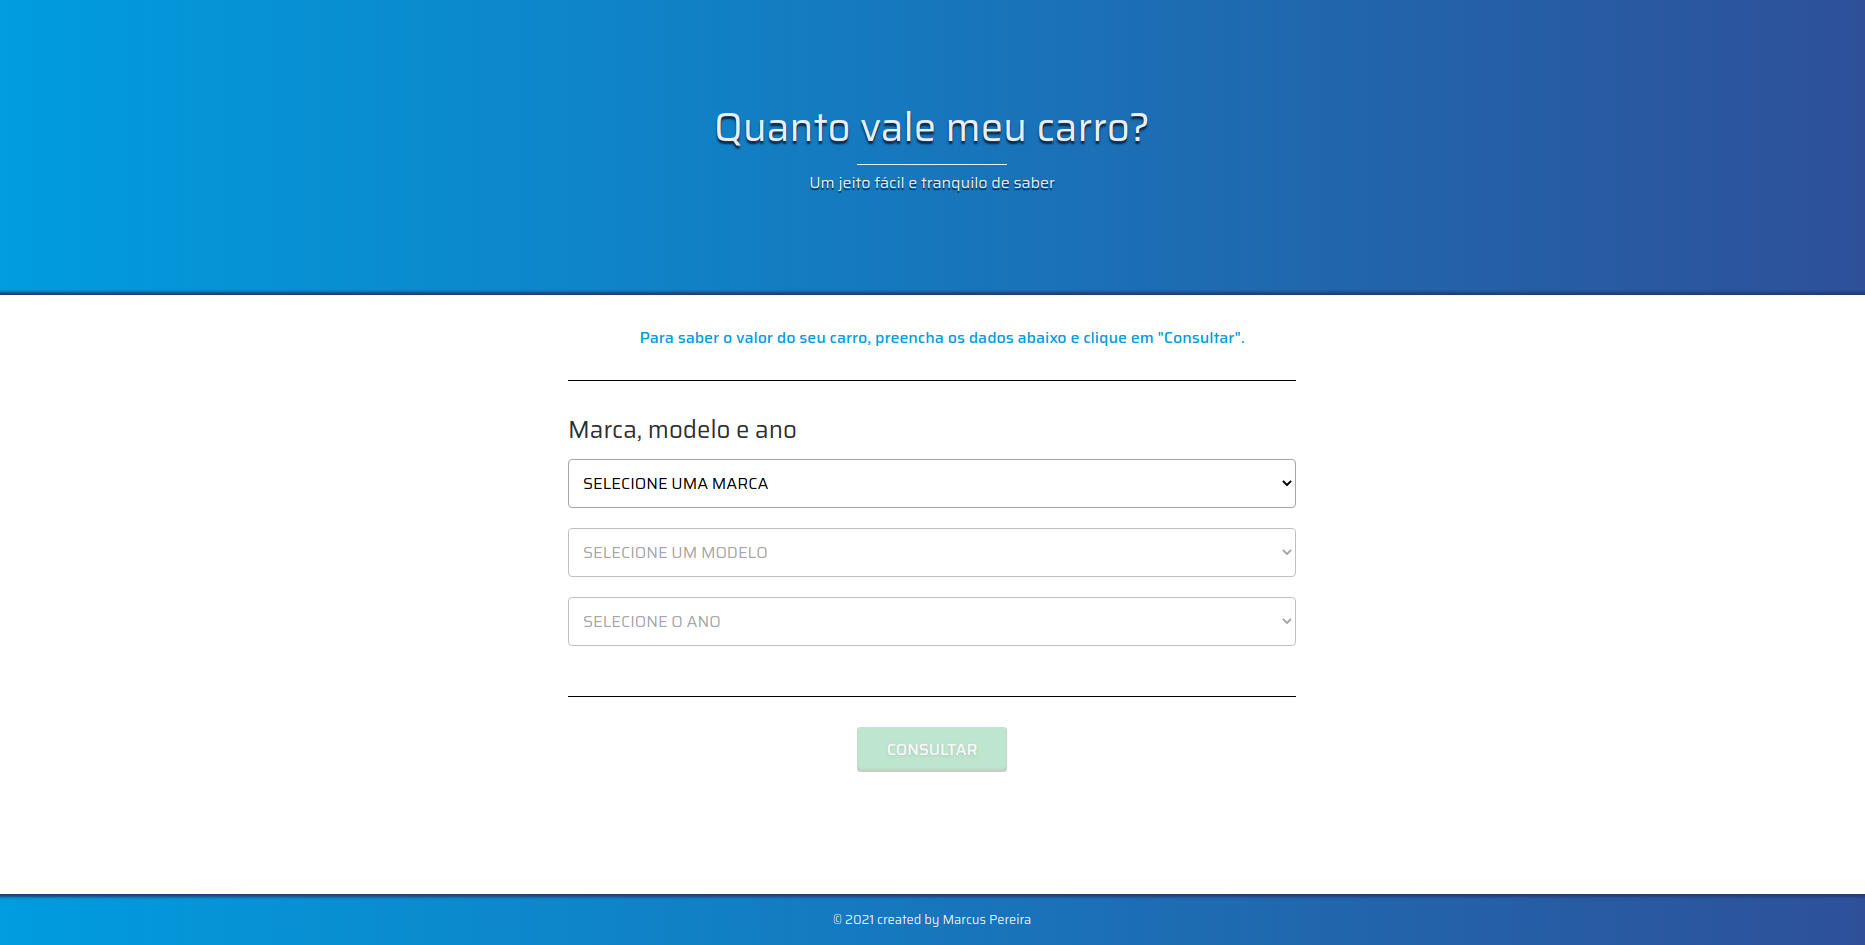 Quanto vale meu carro?
Um jeito fácil e tranquilo de saber
Para saber o valor do seu carro, preencha os dados abaixo e clique em "Consultar".
Marca, modelo e ano
SELECIONE UMA MARCA
SELECIONE UM MODELO
SELECIONE O ANO
CONSULTAR
© 2021 created by Marcus Pereira